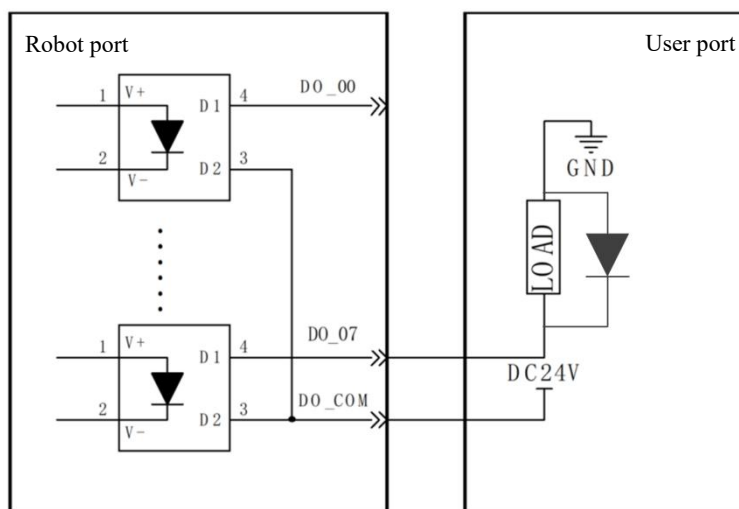 Robot port
User port
DO_00
1
V+
D1
4
2
V-
D2
3
GND
LOAD
DO_07
1
V+
D1
4
DC24V
DO_COM
2
V-
D2
3